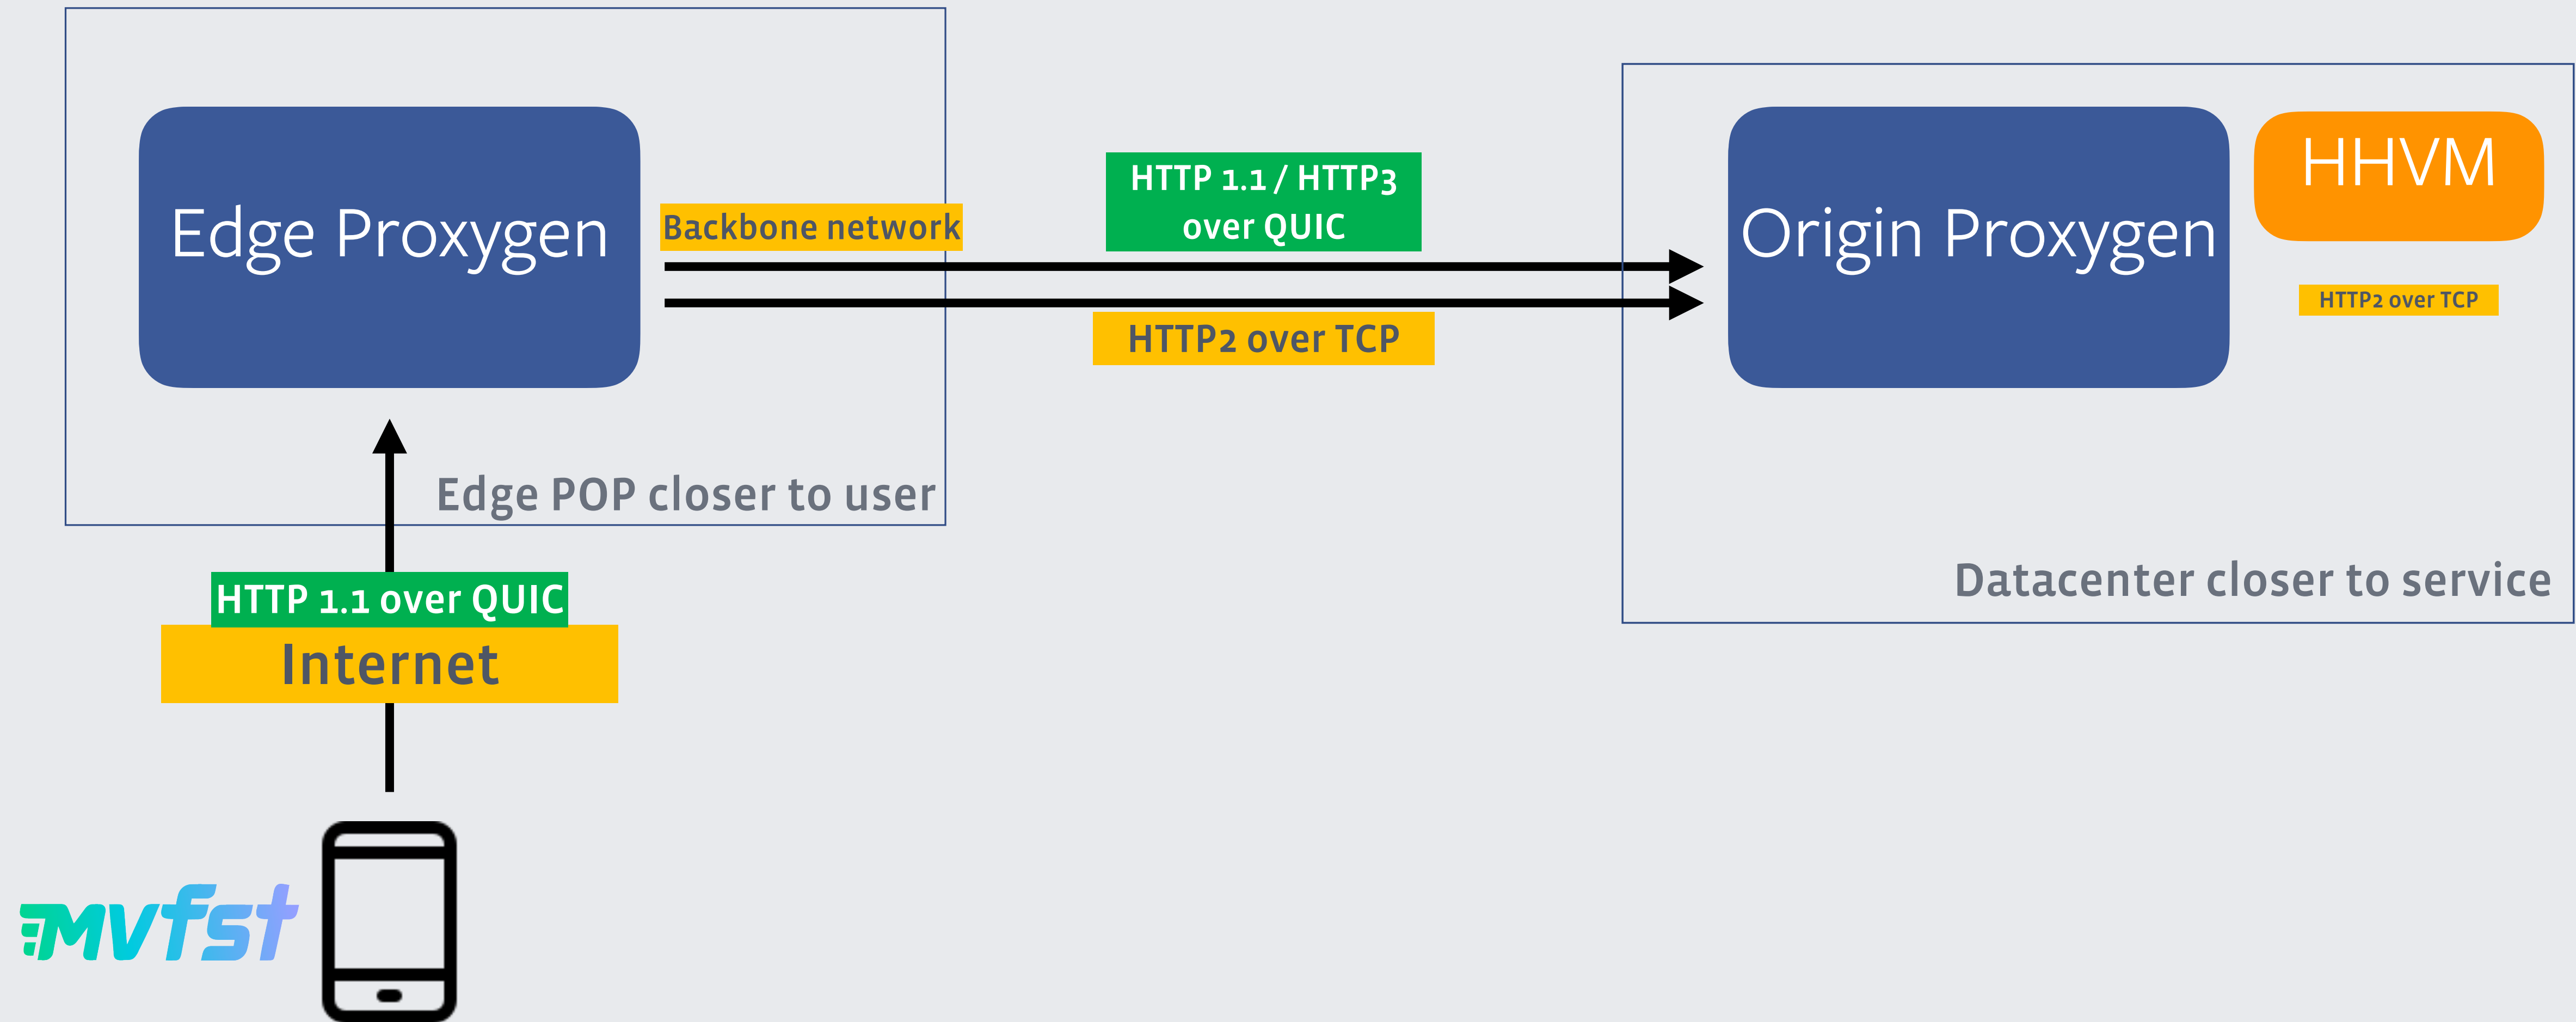 Edge Proxygen
Backbone network
HTTP 1.1 / HTTP3
over QUIC
HTTP2 over TCP
Origin Proxygen
HHVM
HTTP2 over TCP
Edge POP closer to user
Datacenter closer to service
HTTP 1.1 over QUIC
Internet
mvfst